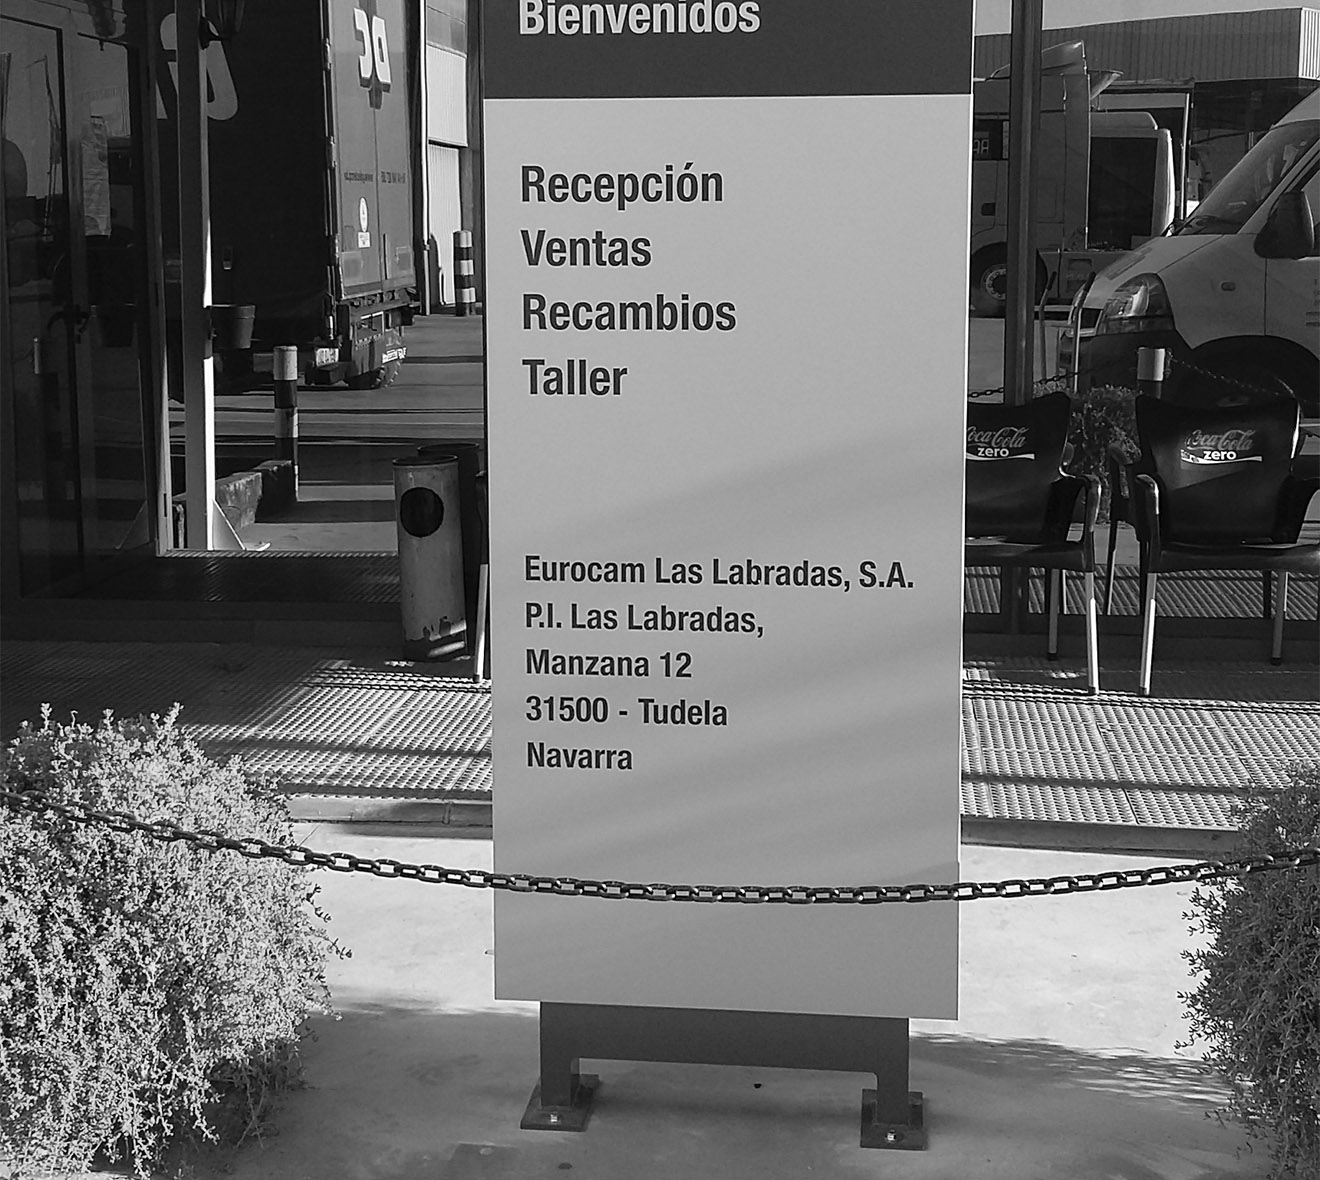 Bienvenidos
Recepción
Ventas
Recambios
Taller
Eurocam Las Labradas, S.A.
P.I. Las Labradas,
Manzana 12
31500 - Tudela
Navarra
Coca-Cola
zero
Coca-Cola
zero